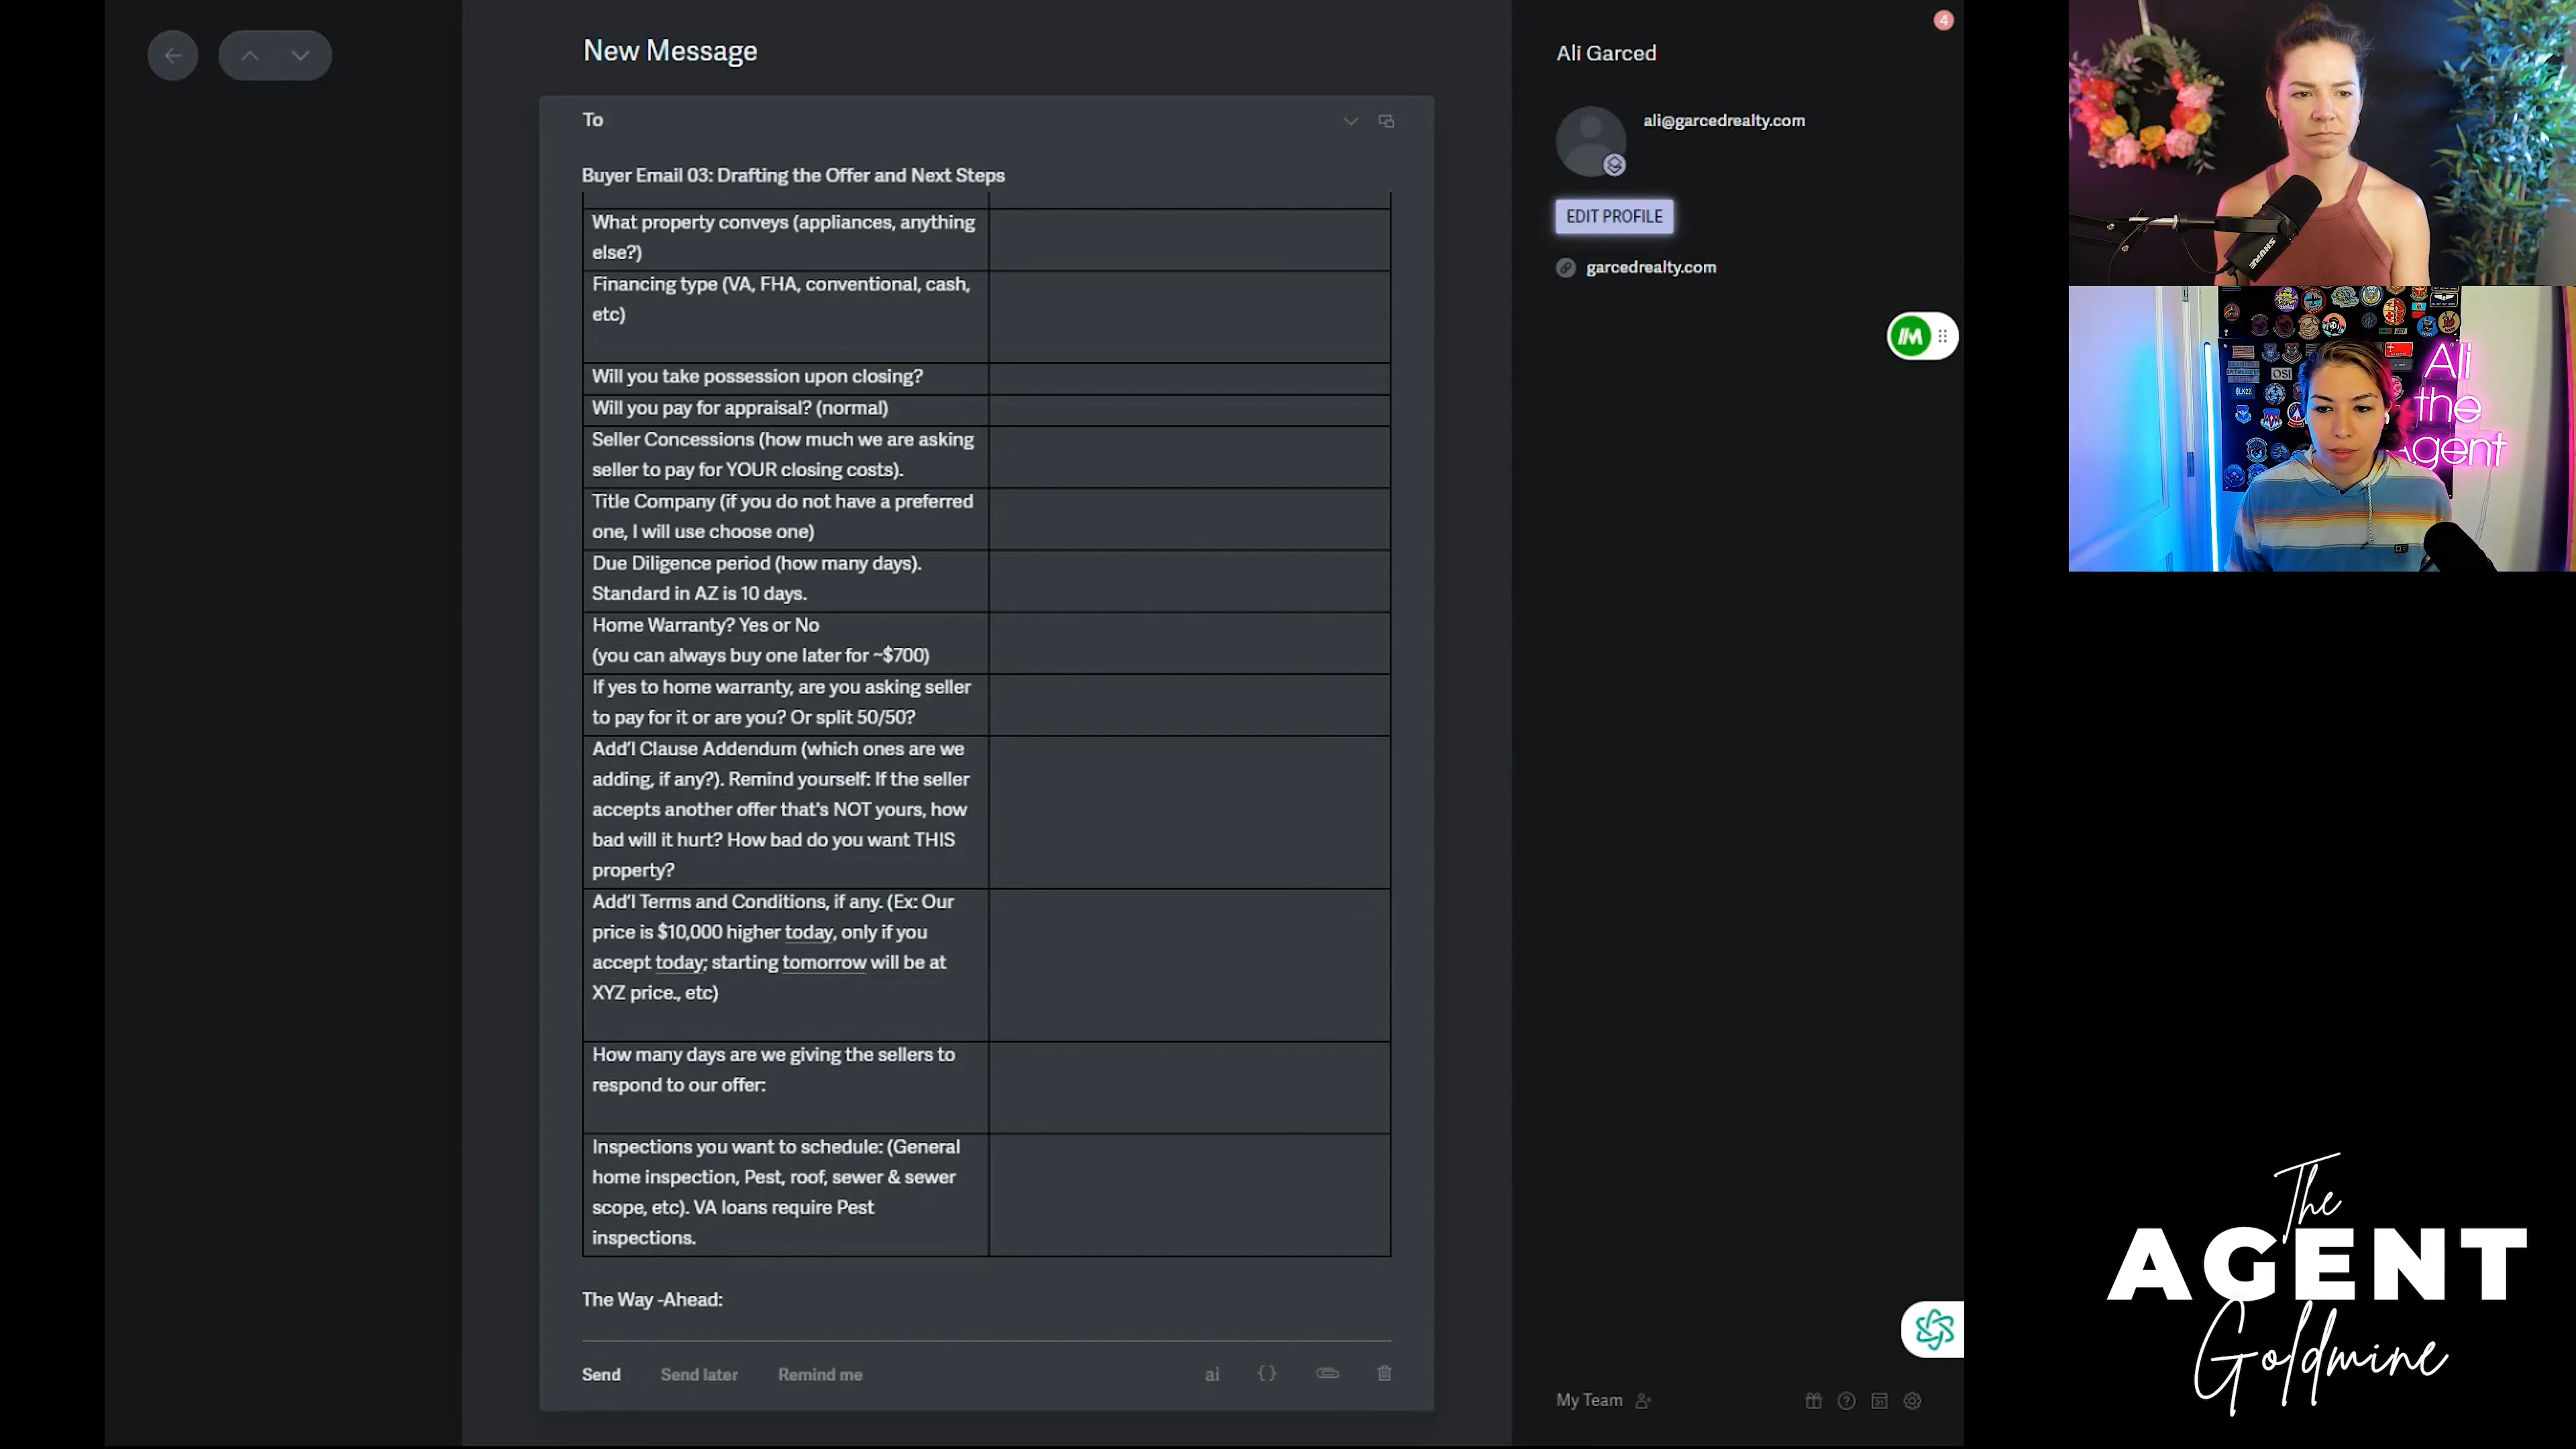 New Message
To
Buyer Email 03: Drafting the Offer and Next Steps
What property conveys (appliances, anything
else?)
Financing type (VA, FHA, conventional, cash,
etc)
Will you take possession upon closing?
Will you pay for appraisal? (normal)
Seller Concessions (how much we are asking
seller to pay for YOUR closing costs).
Title Company (if you do not have a preferred
one, I will use choose one)
Due Diligence period (how many days).
Standard in AZ is 10 days.
Home Warranty? Yes or No
(you can always buy one later for ~$700)
If yes to home warranty, are you asking seller
to pay for it or are you? Or split 50/50?
Add'l Clause Addendum (which ones are we
adding, if any?). Remind yourself: If the seller
accepts another offer that's NOT yours, how
bad will it hurt? How bad do you want THIS
property?
Add'l Terms and Conditions, if any. (Ex: Our
price is $10,000 higher today, only if you
accept today; starting tomorrow will be at
XYZ price., etc)
How many days are we giving the sellers to
respond to our offer:
Inspections you want to schedule: (General
home inspection, Pest, roof, sewer & sewer
scope, etc). VA loans require Pest
inspections.
The Way -Ahead:
Send Send later Remind me ai {}
Ali Garced
4
ali@garcedrealty.com
EDIT PROFILE
garcedrealty.com
My Team
SHURE
OSI
Ali
the
Agent
The
AGENT
Goldmine